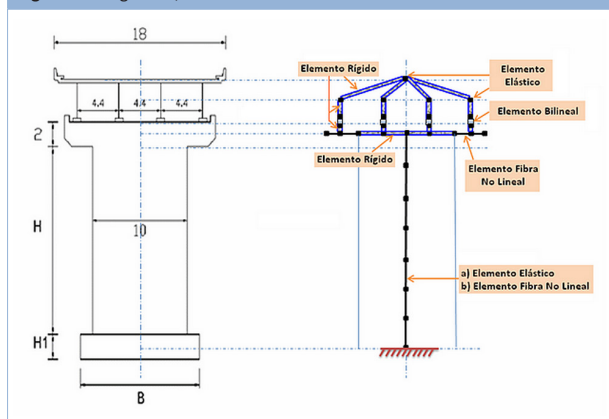 18
4.4
4.4
4.4
2
H
10
H1
B
Elemento Rígido
Elemento
Elástico
Elemento Bilineal
Elemento Rígido
Elemento Fibra
No Lineal
a) Elemento Elástico
b) Elemento Fibra No Lineal